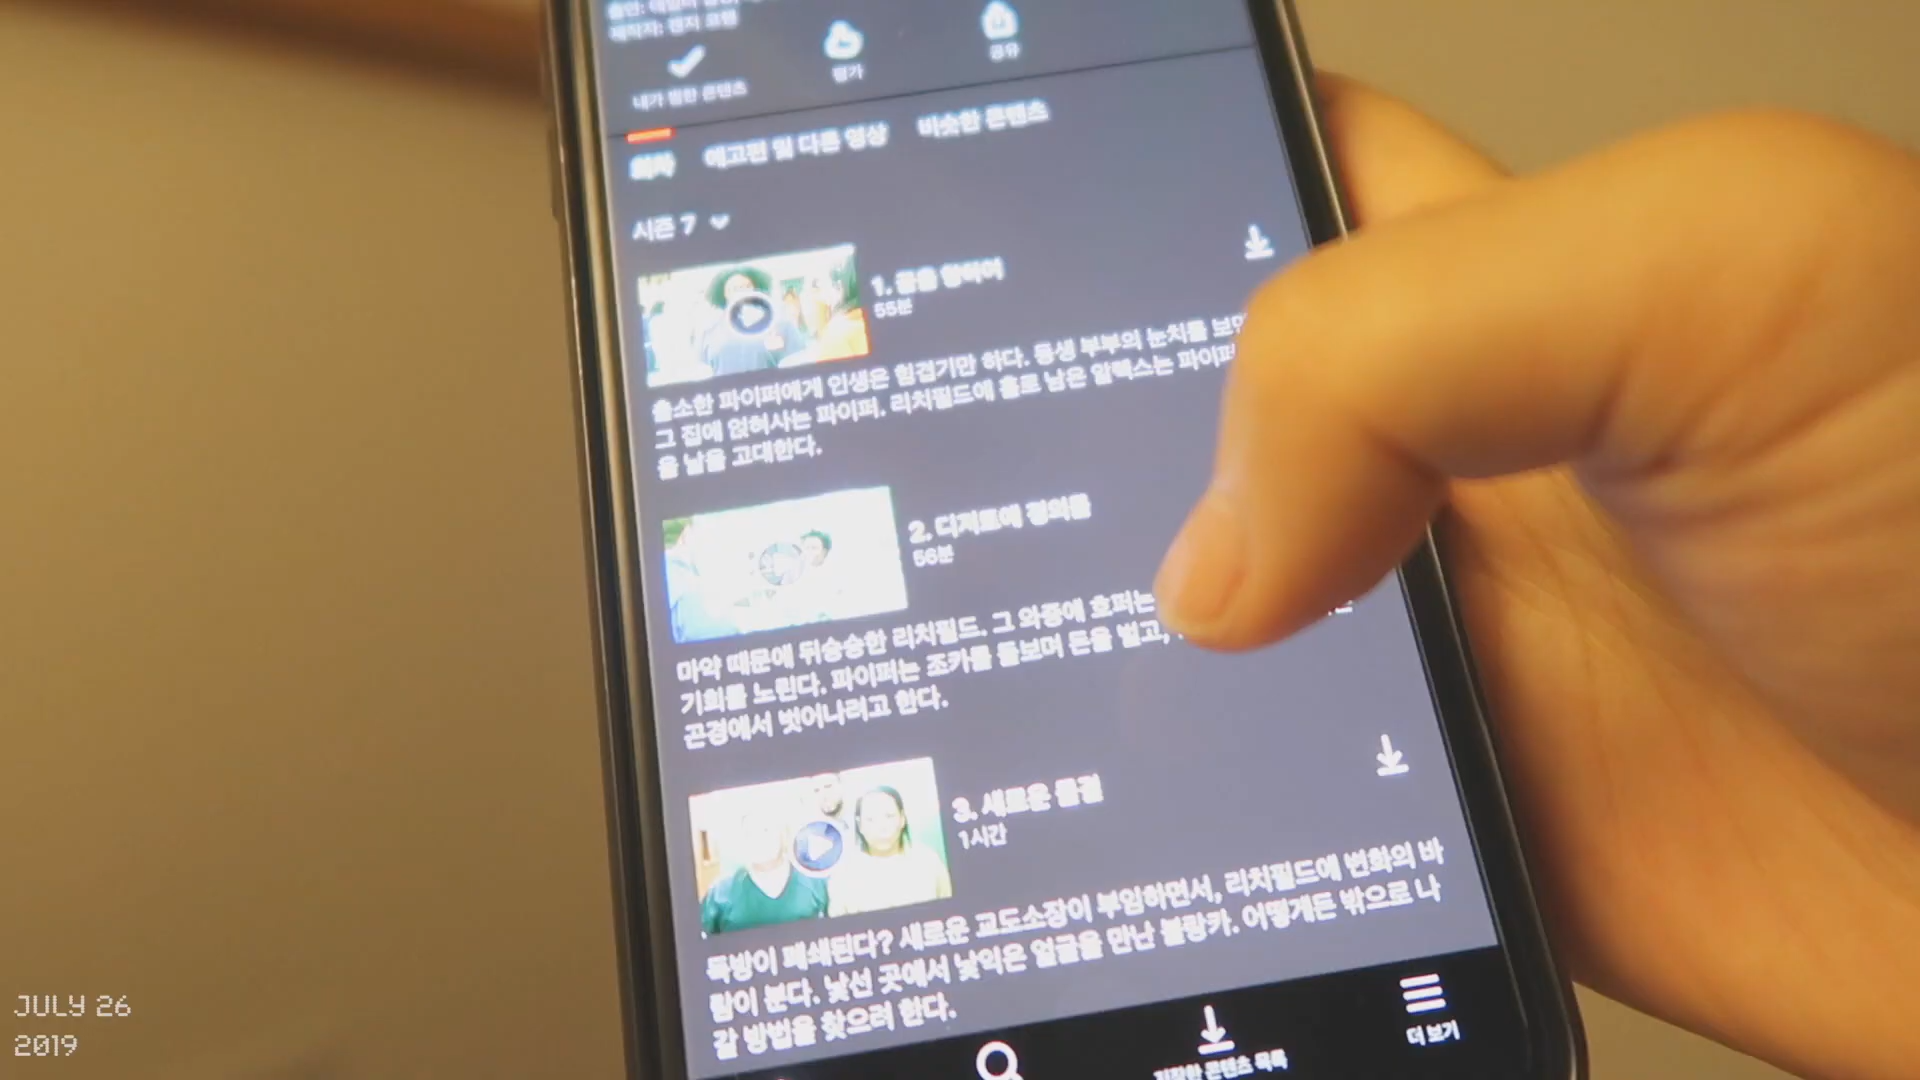 제작자: 젠지 코핸
내가 찜한 콘텐츠
평가
공유
회차
예고편 및 다른 영상
비슷한 콘텐츠
시즌 7
1.
55분
출소한 파이퍼에게 인생은 힘겹기만 하다. 동생 부부의 눈치를 보며
그 집에 얹혀사는 파이퍼. 리치필드에 홀로 남은 알렉스는 파이퍼
을 날을 고대한다.
2.
56분
마약 때문에 뒤숭숭한 리치필드. 그 와중에 호퍼는
기회를 노린다. 파이퍼는 조카를 돌보며 돈을 벌고,
곤경에서 벗어나려고 한다.
3. 새로운 물결
1시간
독방이 폐쇄된다? 새로운 교도소장이 부임하면서, 리치필드에 변화의 바
람이 분다. 낯선 곳에서 낯익은 얼굴을 만난 블랑카. 어떻게든 밖으로 나
갈 방법을 찾으려 한다.
저장한 콘텐츠 목록
더 보기
JULY 26
2019